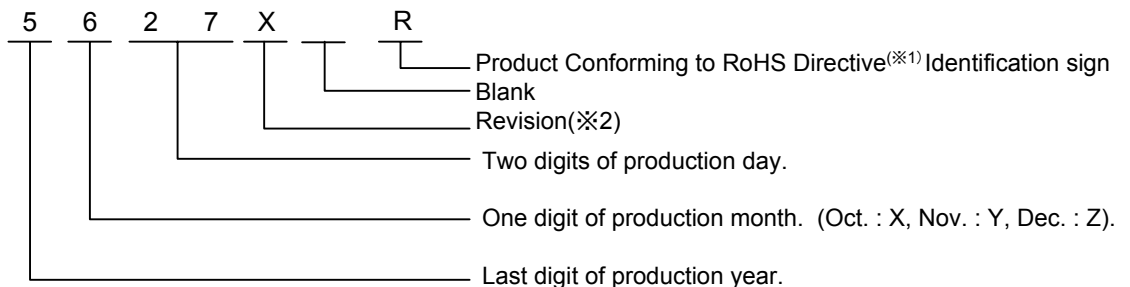 5 6 2 7 X R
Product Conforming to RoHS Directive(※1) Identification sign
Blank
Revision(※2)
Two digits of production day.
One digit of production month. (Oct. : X, Nov. : Y, Dec. : Z).
Last digit of production year.